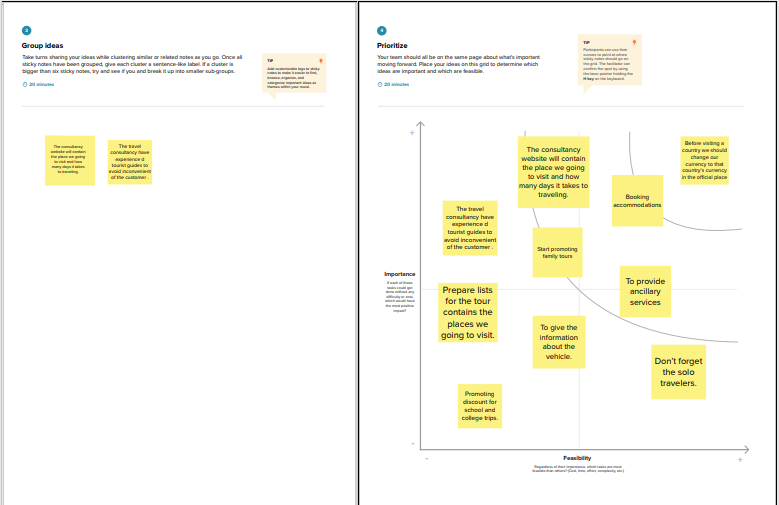 3
Group ideas
Take turns sharing your ideas while clustering similar or related notes as you go. Once all
sticky notes have been grouped, give each cluster a sentence-like label. If a cluster is
bigger than six sticky notes, try and see if you and break it up into smaller sub-groups.
20 minutes
TIP
Add customizable tags to sticky
notes to make it easier to find,
browse, organize, and
categorize important ideas as
themes within your mural.
The consultancy
website will contain
the place we going
to visit and how
many days it takes
to traveling.
The travel
consultancy have
experience d
tourist guides to
avoid inconvenient
of the customer .
4
Prioritize
Your team should all be on the same page about what's important
moving forward. Place your ideas on this grid to determine which
ideas are important and which are feasible.
20 minutes
TIP
Participants can use their
cursors to point at where
sticky notes should go on
the grid. The facilitator can
confirm the spot by using
the laser pointer holding the
H key on the keyboard.
+
The consultancy
website will contain
the place we going
to visit and how
many days it takes to
traveling.
Before visiting a
country we should
change our
currency to that
country's currency
in the official place
Booking
accommodations
The travel
consultancy have
experience d
tourist guides to
avoid inconvenient
of the customer .
Start promoting
family tours
Importance
If each of these
tasks could get
done without any
difficulty or cost,
which would have
the most positive
impact?
To provide
ancillary
services
Prepare lists
for the tour
contains the
places we
going to visit.
To give the
information
about the
vehicle.
Don't forget
the solo
travelers.
Promoting
discount for
school and
college trips.
-
-
Feasibility
+
Regardless of their importance, which tasks are more
feasible than others? (Cost, time, effort, complexity, etc.)